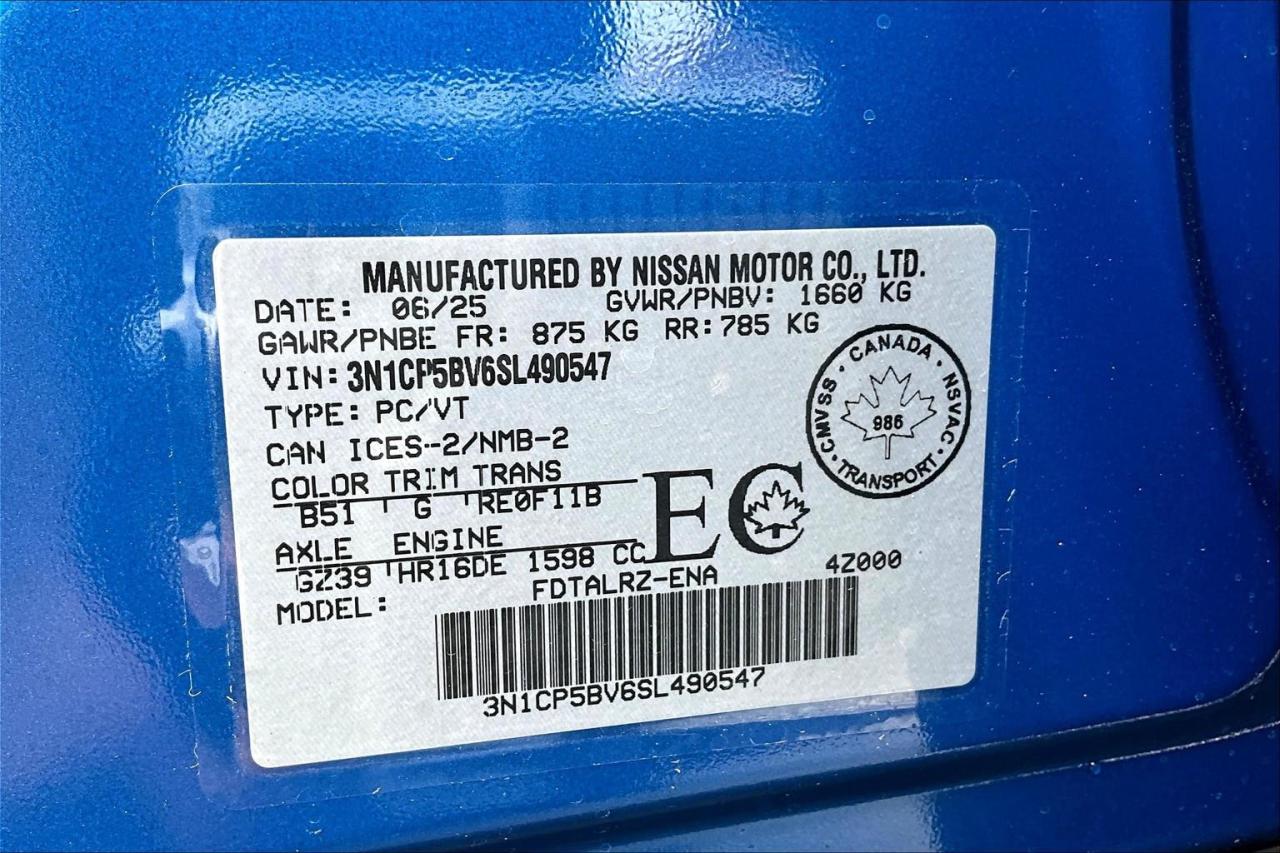 MANUFACTURED BY NISSAN MOTOR CO., LTD.
DATE: 06/25 GVWR/PNBV: 1660 KG
GAWR/PNBE FR: 875 KG RR: 785 KG
VIN: 3N1CP5BV6SL490547
TYPE: PC/VT
CAN ICES-2/NMB-2
COLOR TRIM TRANS
B51 G RE0F11B
AXLE ENGINE
GZ39 HR16DE 1598 CC
MODEL: FDTALRZ-ENA 4Z000
EC
CANADA
CMVSS · NSVAC
986
TRANSPORT
3N1CP5BV6SL490547